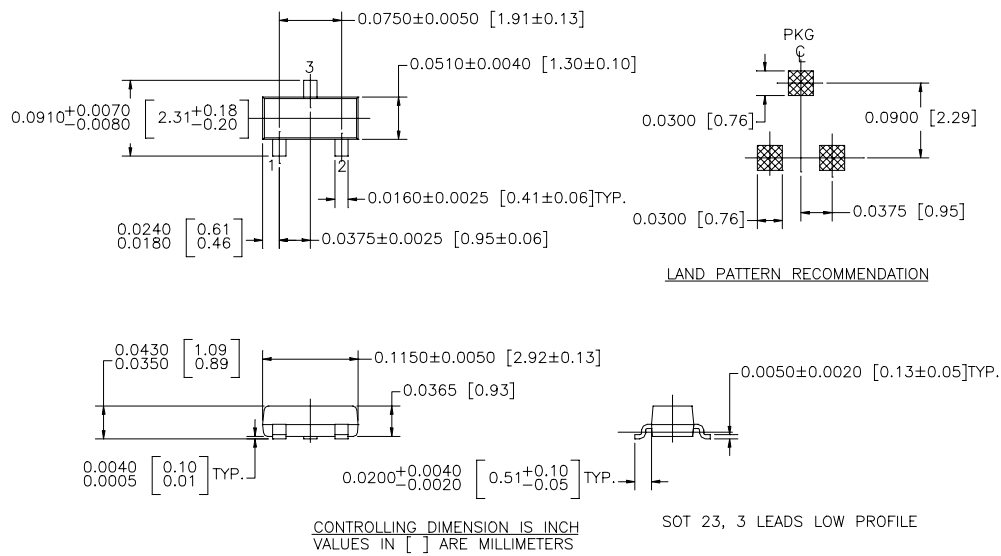 0.0750±0.0050 [1.91±0.13]
3
0.0510±0.0040 [1.30±0.10]
0.0910+0.0070 -0.0080 [2.31+0.18 -0.20]
1
2
0.0160±0.0025 [0.41±0.06]TYP.
0.0240 0.0180 [0.61 0.46]
0.0375±0.0025 [0.95±0.06]
PKG
CL
0.0300 [0.76]
0.0900 [2.29]
0.0300 [0.76]
0.0375 [0.95]
LAND PATTERN RECOMMENDATION
0.0430 0.0350 [1.09 0.89]
0.1150±0.0050 [2.92±0.13]
0.0365 [0.93]
0.0040 0.0005 [0.10 0.01] TYP.
0.0050±0.0020 [0.13±0.05]TYP.
0.0200+0.0040 -0.0020 [0.51+0.10 -0.05] TYP.
CONTROLLING DIMENSION IS INCH
VALUES IN [ ] ARE MILLIMETERS
SOT 23, 3 LEADS LOW PROFILE